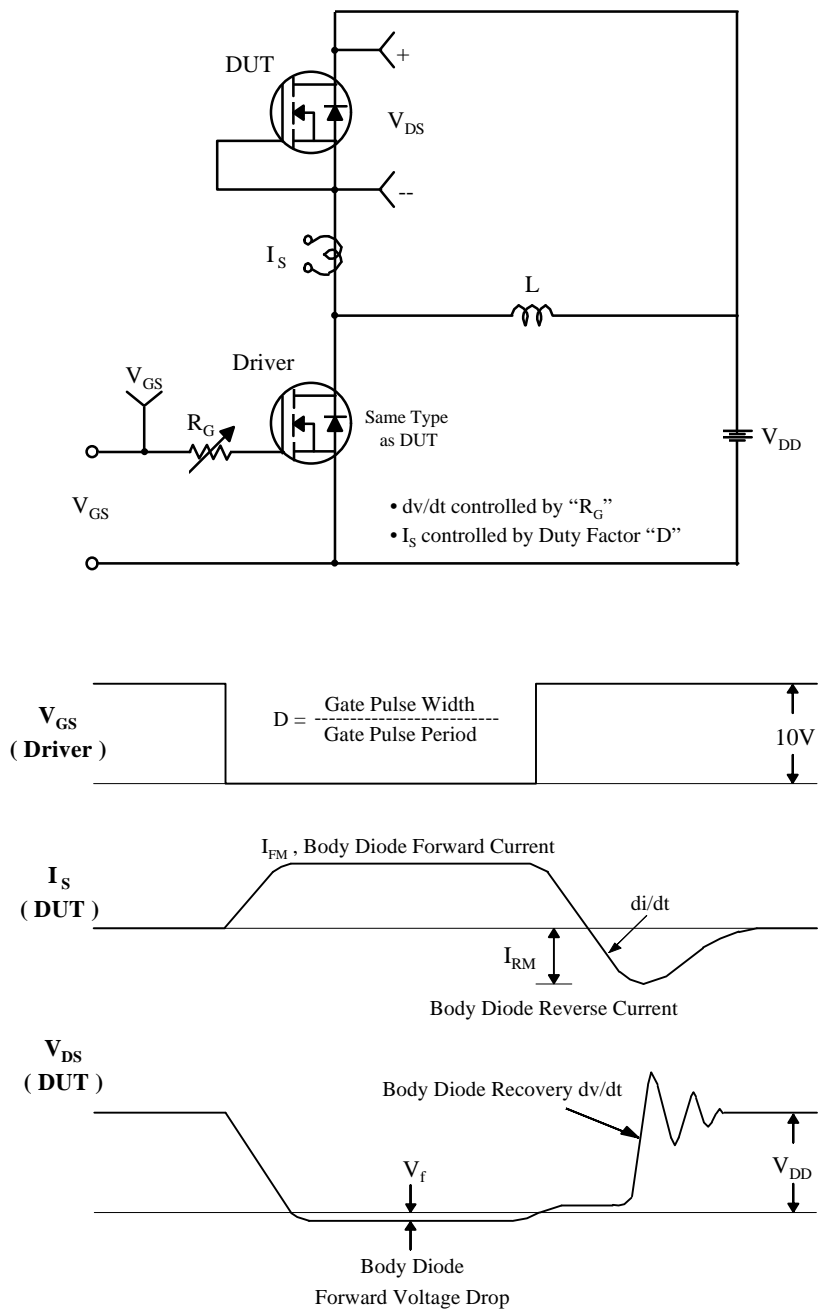 DUT
+
V_DS
--
I_S
L
Driver
V_GS
R_G
Same Type
as DUT
V_DD
V_GS
• dv/dt controlled by “R_G”
• I_S controlled by Duty Factor “D”
V_GS
( Driver )
D = Gate Pulse Width
--------------------------
Gate Pulse Period
10V
I_FM , Body Diode Forward Current
I_S
( DUT )
di/dt
I_RM
Body Diode Reverse Current
V_DS
( DUT )
Body Diode Recovery dv/dt
V_f
V_DD
Body Diode
Forward Voltage Drop